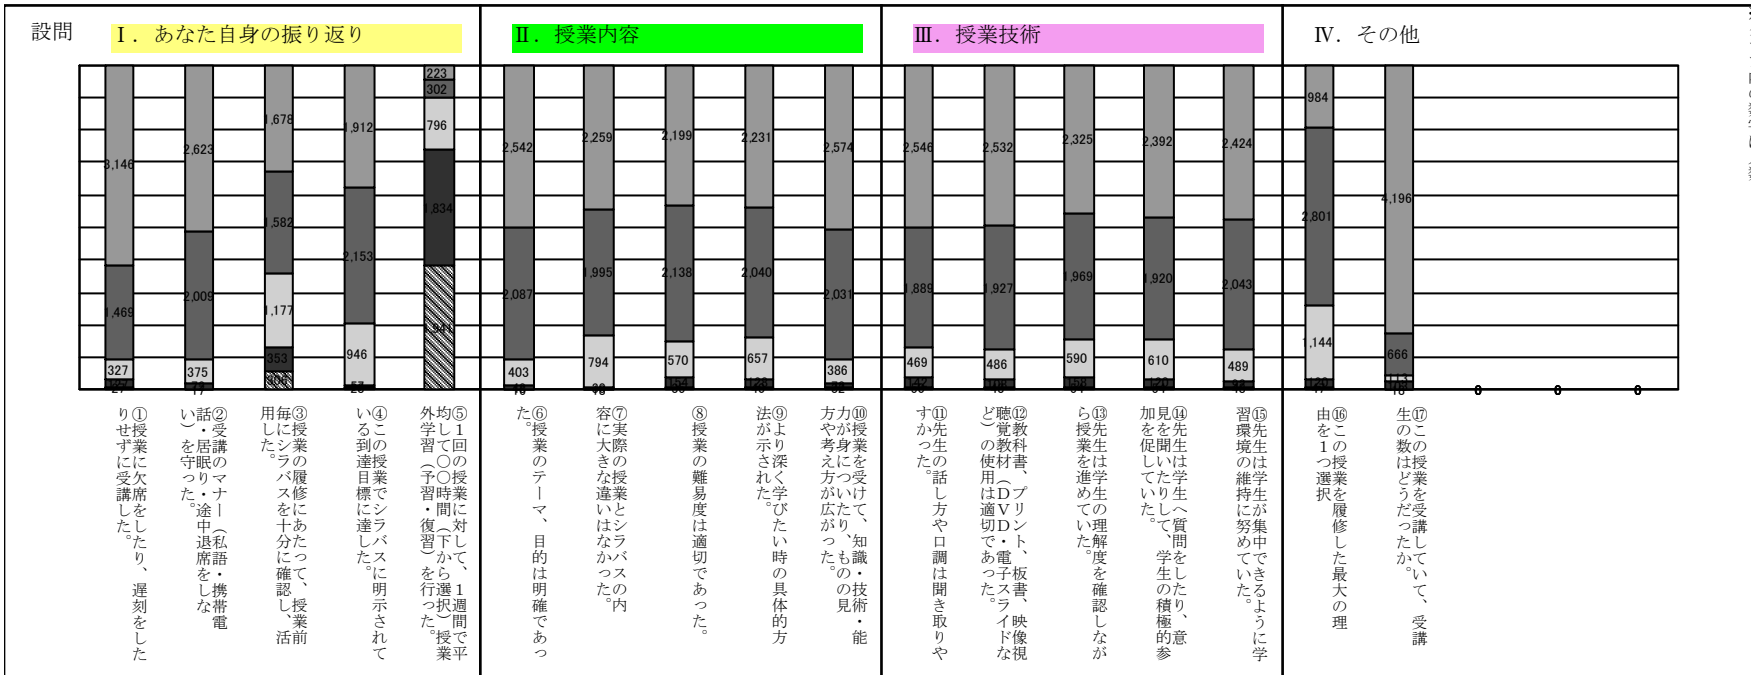 設問
Ⅰ．あなた自身の振り返り
Ⅱ．授業内容
Ⅲ．授業技術
Ⅳ．その他
3,146
1,469
327
2,623
2,009
375
1,678
1,582
1,177
353
306
1,912
2,153
946
223
302
796
1,834
1,941
2,542
2,087
403
2,259
1,995
794
2,199
2,138
570
154
2,231
2,040
657
128
2,574
2,031
386
2,546
1,889
469
142
2,532
1,927
486
2,325
1,969
590
158
2,392
1,920
610
120
2,424
2,043
489
984
2,801
1,144
120
4,196
666
113
0
0
0
①授業に欠席をしたり、遅刻をした
りせずに受講した。
②受講のマナー（私語・携帯電
話・居眠り・途中退席をしな
い）を守った。
③授業の履修にあたって、授業前
毎にシラバスを十分に確認し、活
用した。
④この授業でシラバスに明示されて
いる到達目標に達した。
⑤１回の授業に対して、１週間で平
均して〇〇時間（下から選択）授業
外学習（予習・復習）を行った。
⑥授業のテーマ、目的は明確であっ
た。
⑦実際の授業とシラバスの内
容に大きな違いはなかった。
⑧授業の難易度は適切であった。
⑨より深く学びたい時の具体的方
法が示された。
⑩授業を受けて、知識・技術・能
力が身についたり、ものの見
方や考え方が広がった。
⑪先生の話し方や口調は聞き取りや
すかった。
⑫教科書、プリント、板書、映像視
聴覚教材（ＤＶＤ・電子スライドな
ど）の使用は適切であった。
⑬先生は学生の理解度を確認しなが
ら授業を進めていた。
⑭先生は学生へ質問をしたり、意
見を聞いたりして、学生の積極的参
加を促していた。
⑮先生は学生が集中できるように学
習環境の維持に努めていた。
⑯この授業を履修した最大の理
由を１つ選択
⑰この授業を受講していて、受講
生の数はどうだったか。